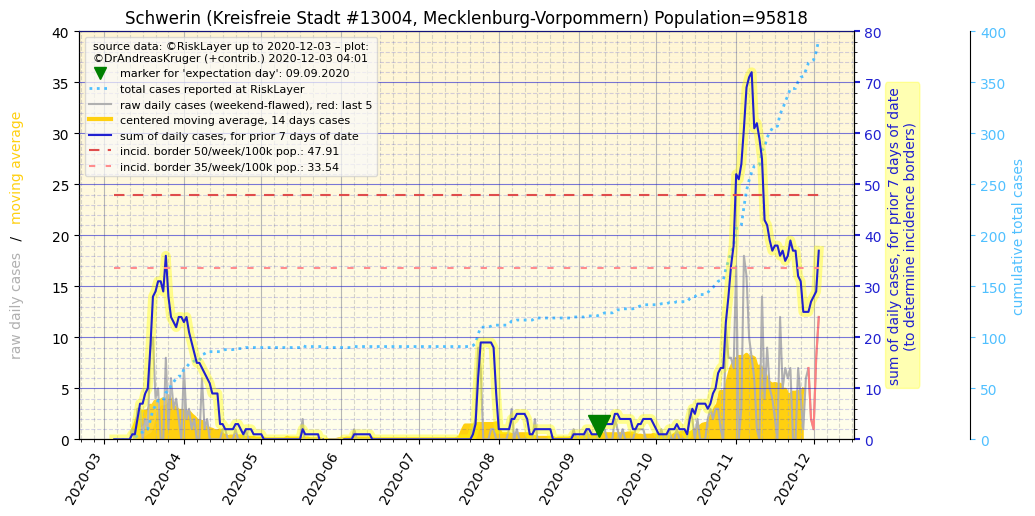 Schwerin (Kreisfreie Stadt #13004, Mecklenburg-Vorpommern) Population=95818
source data: ©RiskLayer up to 2020-12-03 – plot:
©DrAndreasKruger (+contrib.) 2020-12-03 04:01
marker for 'expectation day': 09.09.2020
total cases reported at RiskLayer
raw daily cases (weekend-flawed), red: last 5
centered moving average, 14 days cases
sum of daily cases, for prior 7 days of date
incid. border 50/week/100k pop.: 47.91
incid. border 35/week/100k pop.: 33.54
raw daily cases / moving average
40
35
30
25
20
15
10
5
0
2020-03
2020-04
2020-05
2020-06
2020-07
2020-08
2020-09
2020-10
2020-11
2020-12
80
70
60
50
40
30
20
10
0
sum of daily cases, for prior 7 days of date
(to determine incidence borders)
400
350
300
250
200
150
100
50
0
cumulative total cases